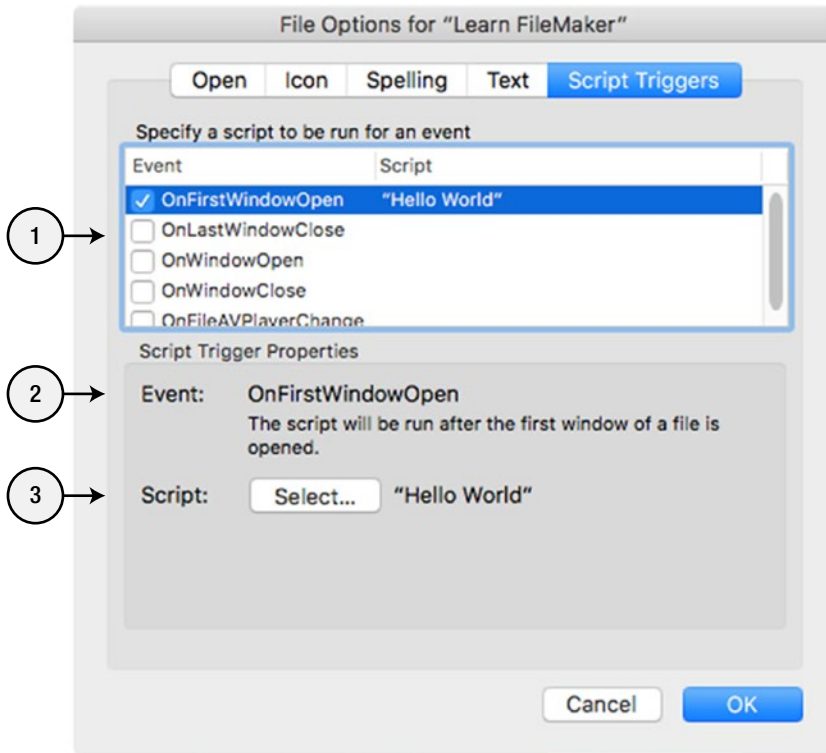 File Options for “Learn FileMaker”
Open Icon Spelling Text Script Triggers
Specify a script to be run for an event
Event Script
OnFirstWindowOpen “Hello World”
1
OnLastWindowClose
OnWindowOpen
OnWindowClose
OnFileAVPlayerChange
Script Trigger Properties
2
Event: OnFirstWindowOpen
The script will be run after the first window of a file is
opened.
3
Script: Select... “Hello World”
Cancel OK